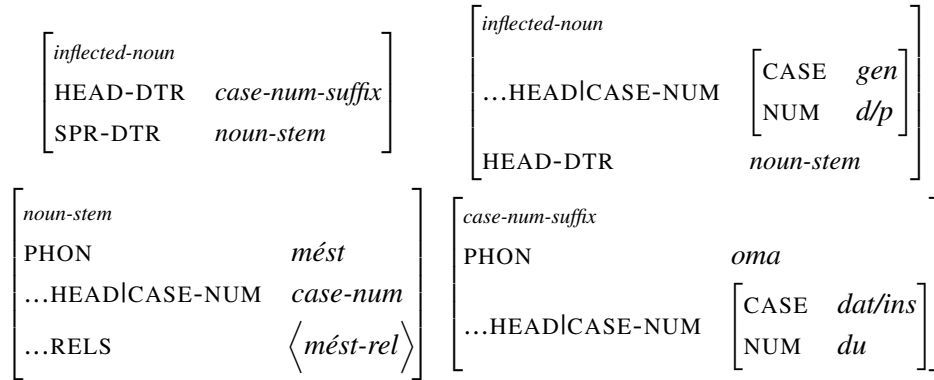 inflected-noun
HEAD-DTR case-num-suffix
SPR-DTR noun-stem
inflected-noun
…HEAD|CASE-NUM
CASE gen
NUM d/p
HEAD-DTR noun-stem
noun-stem
PHON mést
…HEAD|CASE-NUM case-num
…RELS ⟨mést-rel⟩
case-num-suffix
PHON oma
…HEAD|CASE-NUM
CASE dat/ins
NUM du